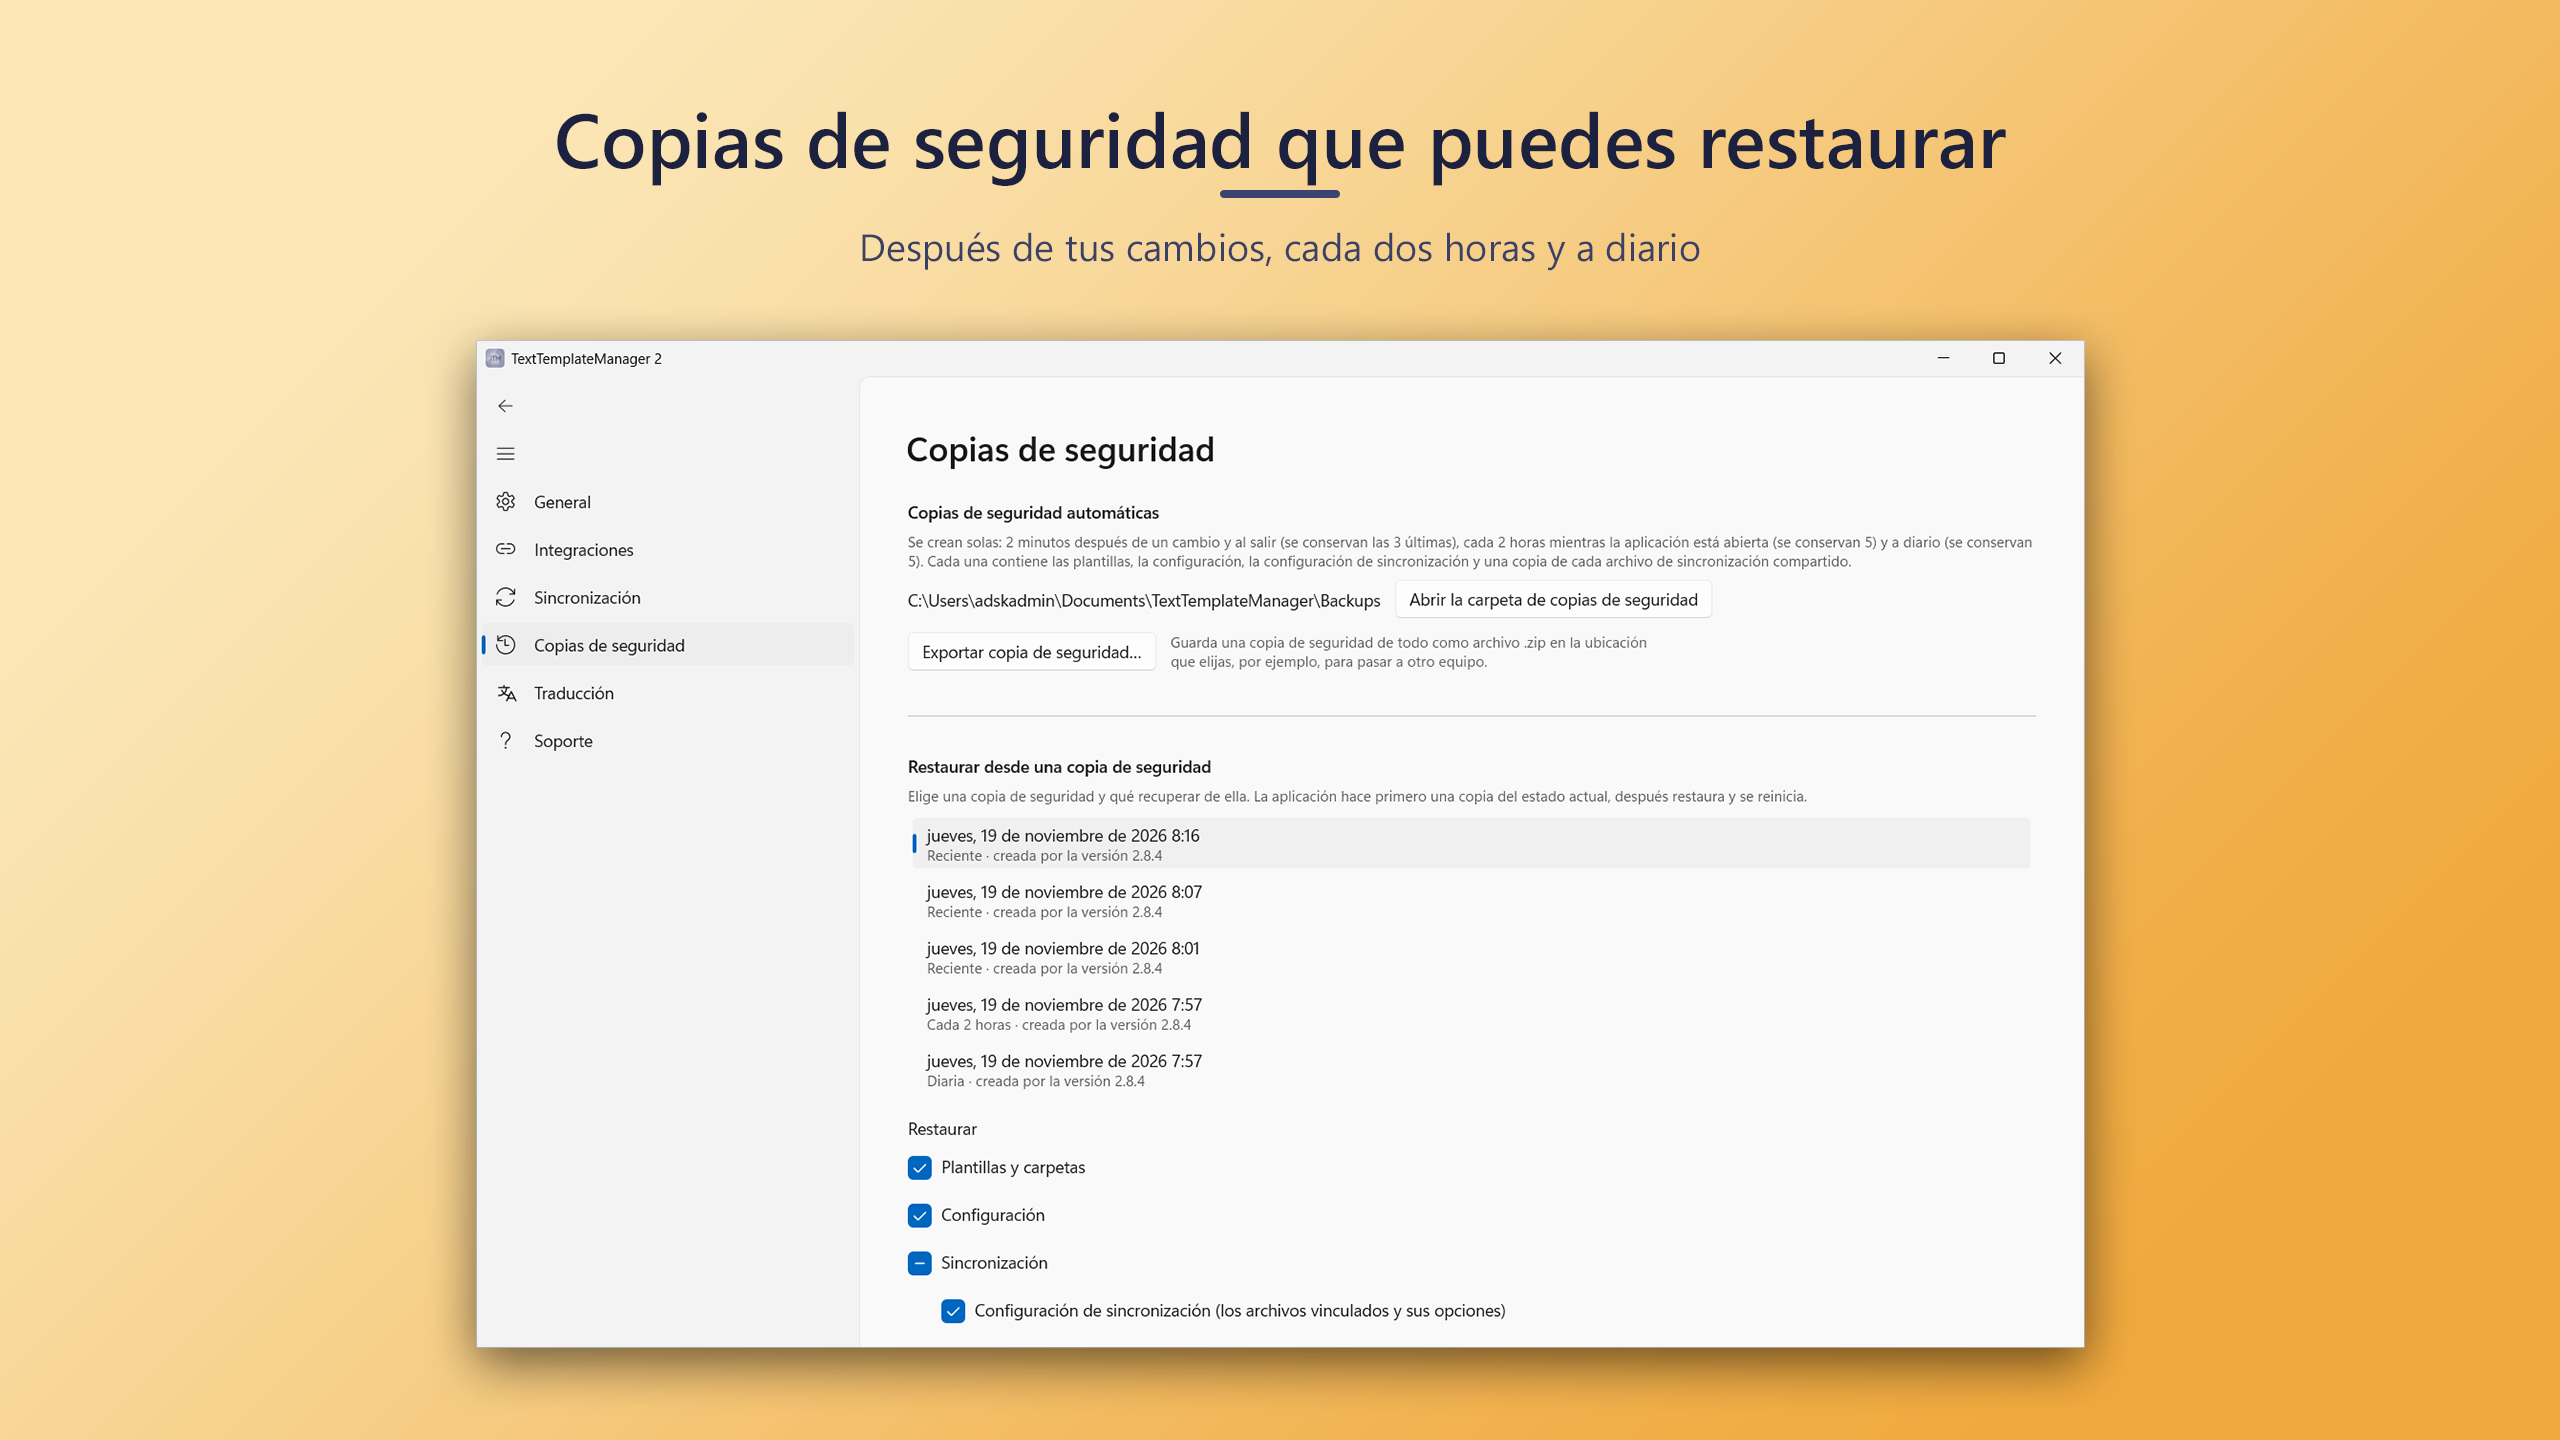 Copias de seguridad que puedes restaurar
Después de tus cambios, cada dos horas y a diario
TextTemplateManager 2
General
Integraciones
Sincronización
Copias de seguridad
Traducción
Soporte
Copias de seguridad
Copias de seguridad automáticas
Se crean solas: 2 minutos después de un cambio y al salir (se conservan las 3 últimas), cada 2 horas mientras la aplicación está abierta (se conservan 5) y a diario (se conservan
5). Cada una contiene las plantillas, la configuración, la configuración de sincronización y una copia de cada archivo de sincronización compartido.
C:\Users\adskadmin\Documents\TextTemplateManager\Backups
Abrir la carpeta de copias de seguridad
Exportar copia de seguridad...
Guarda una copia de seguridad de todo como archivo .zip en la ubicación
que elijas, por ejemplo, para pasar a otro equipo.
Restaurar desde una copia de seguridad
Elige una copia de seguridad y qué recuperar de ella. La aplicación hace primero una copia del estado actual, después restaura y se reinicia.
jueves, 19 de noviembre de 2026 8:16
Reciente · creada por la versión 2.8.4
jueves, 19 de noviembre de 2026 8:07
Reciente · creada por la versión 2.8.4
jueves, 19 de noviembre de 2026 8:01
Reciente · creada por la versión 2.8.4
jueves, 19 de noviembre de 2026 7:57
Cada 2 horas · creada por la versión 2.8.4
jueves, 19 de noviembre de 2026 7:57
Diaria · creada por la versión 2.8.4
Restaurar
Plantillas y carpetas
Configuración
Sincronización
Configuración de sincronización (los archivos vinculados y sus opciones)